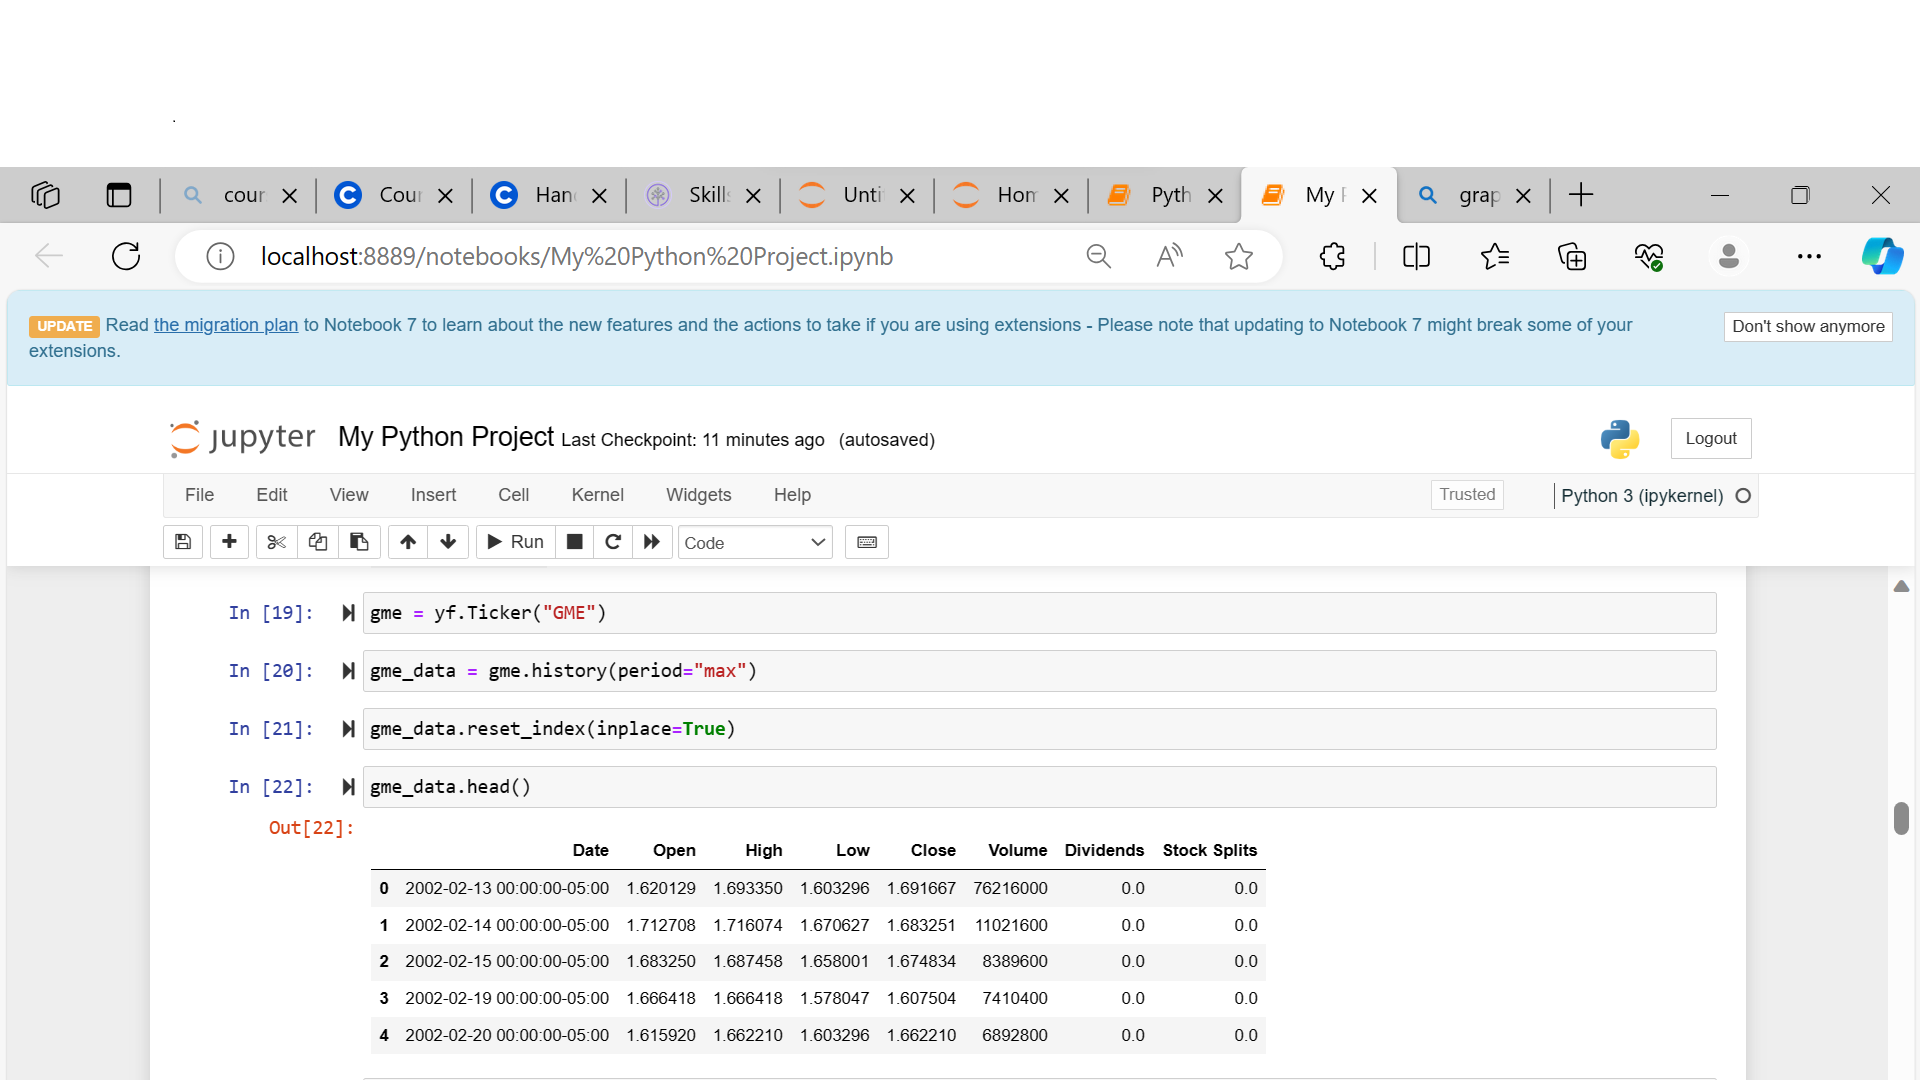 .
cour
Cour
Hand
Skills
Unti
Hom
Pyth
My P
grap
localhost:8889/notebooks/My%20Python%20Project.ipynb
UPDATE Read the migration plan to Notebook 7 to learn about the new features and the actions to take if you are using extensions - Please note that updating to Notebook 7 might break some of your
extensions.
Don't show anymore
jupyter My Python Project Last Checkpoint: 11 minutes ago (autosaved)
Logout
File Edit View Insert Cell Kernel Widgets Help
Trusted
Python 3 (ipykernel)
Run
Code
In [19]: gme = yf.Ticker("GME")
In [20]: gme_data = gme.history(period="max")
In [21]: gme_data.reset_index(inplace=True)
In [22]: gme_data.head()
Out[22]:
Date Open High Low Close Volume Dividends Stock Splits
0 2002-02-13 00:00:00-05:00 1.620129 1.693350 1.603296 1.691667 76216000 0.0 0.0
1 2002-02-14 00:00:00-05:00 1.712708 1.716074 1.670627 1.683251 11021600 0.0 0.0
2 2002-02-15 00:00:00-05:00 1.683250 1.687458 1.658001 1.674834 8389600 0.0 0.0
3 2002-02-19 00:00:00-05:00 1.666418 1.666418 1.578047 1.607504 7410400 0.0 0.0
4 2002-02-20 00:00:00-05:00 1.615920 1.662210 1.603296 1.662210 6892800 0.0 0.0